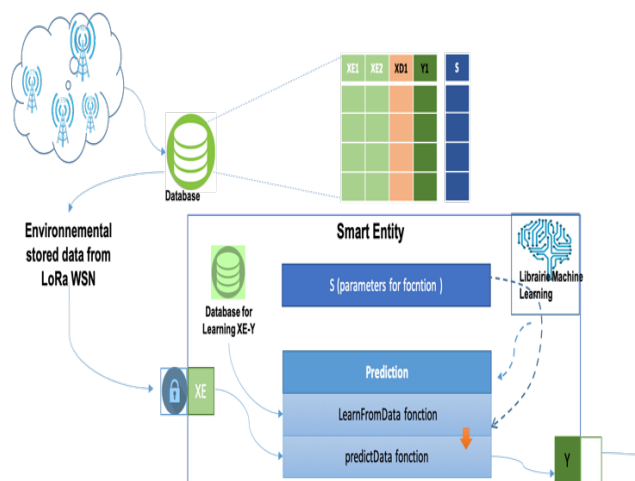 XE1 XE2 XD1 Y1 S
Database
Environnemental
stored data from
LoRa WSN
Smart Entity
Librairie Machine
Learning
S (parameters for focntion )
Database for
Learning XE-Y
Prediction
XE
LearnFromData fonction
predictData fonction
Y